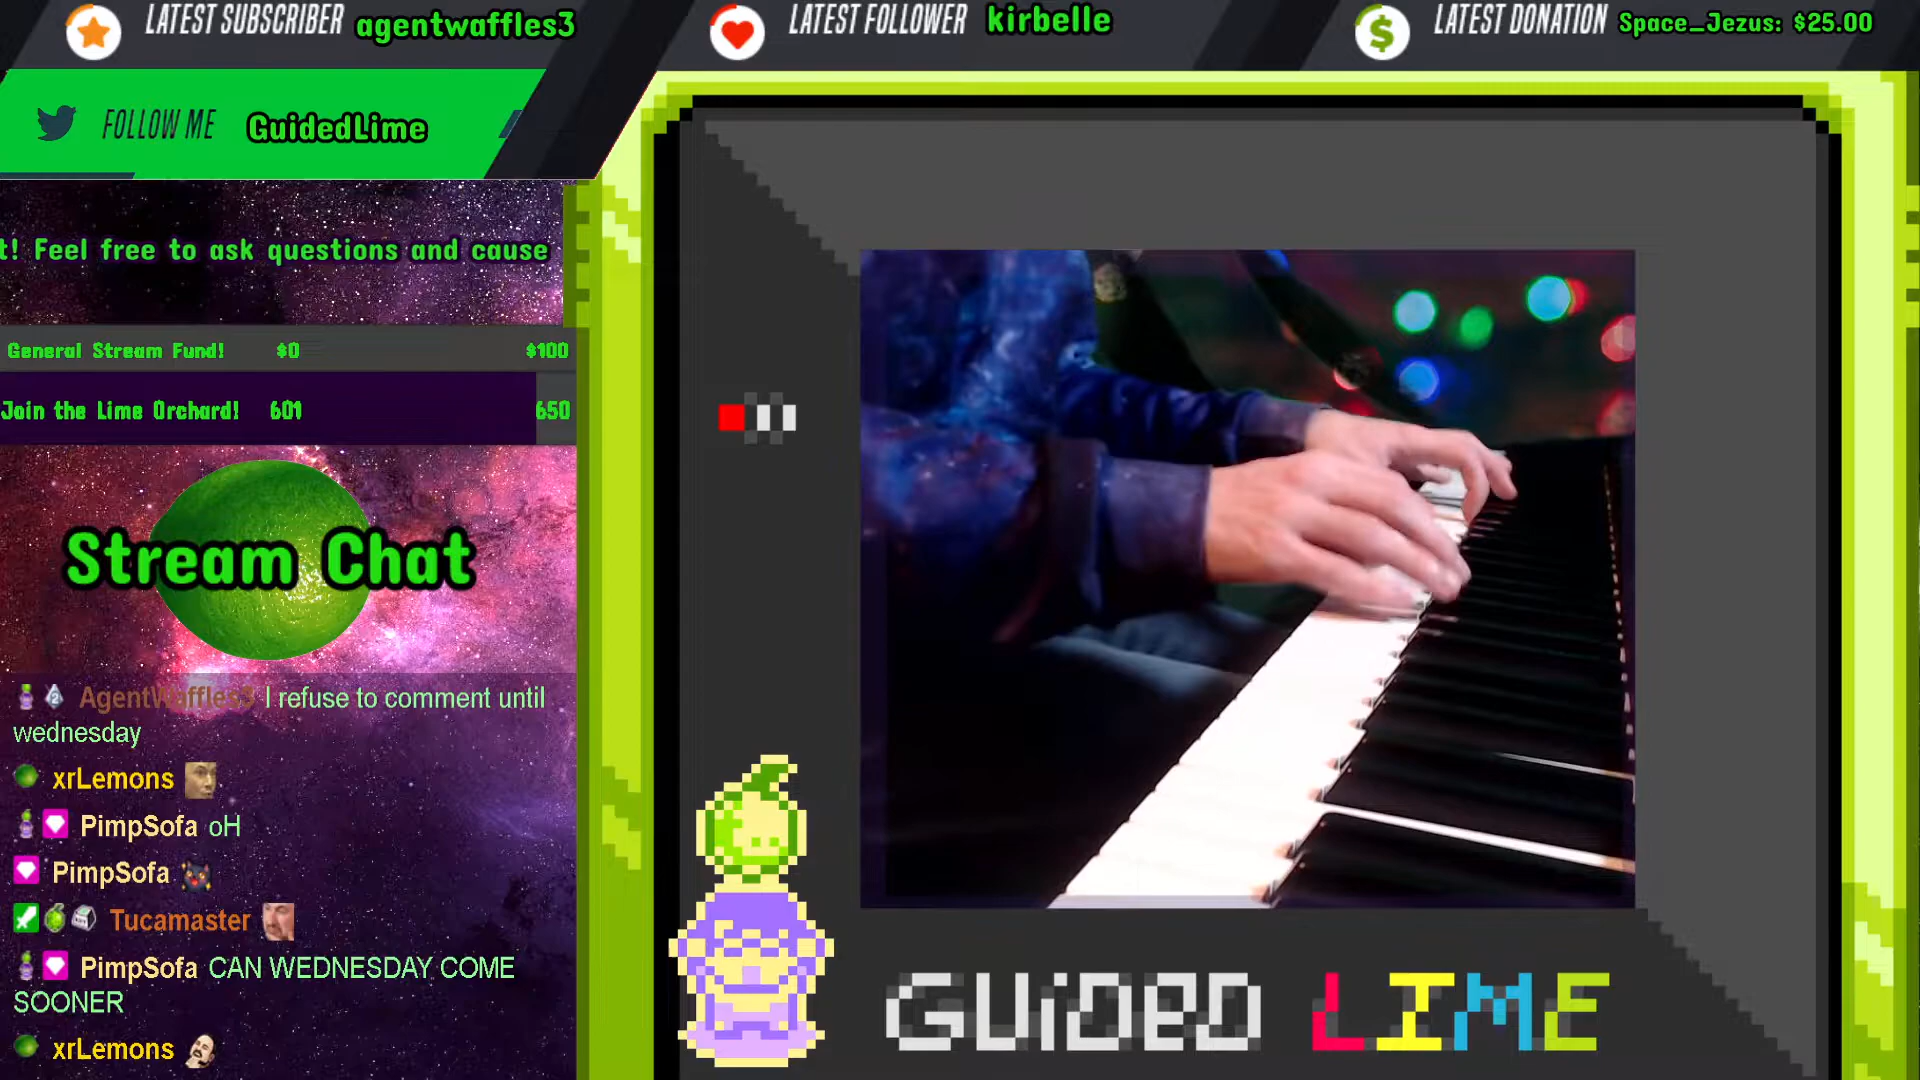 LATEST SUBSCRIBER agentwaffles3
LATEST FOLLOWER kirbelle
LATEST DONATION Space_Jezus: $25.00
FOLLOW ME GuidedLime
t! Feel free to ask questions and cause
General Stream Fund! $0 $100
Join the Lime Orchard! 601 650
Stream Chat
AgentWaffles3 I refuse to comment until
wednesday
xrLemons
PimpSofa oH
PimpSofa
Tucamaster
PimpSofa CAN WEDNESDAY COME
SOONER
xrLemons
GUiDED LIME